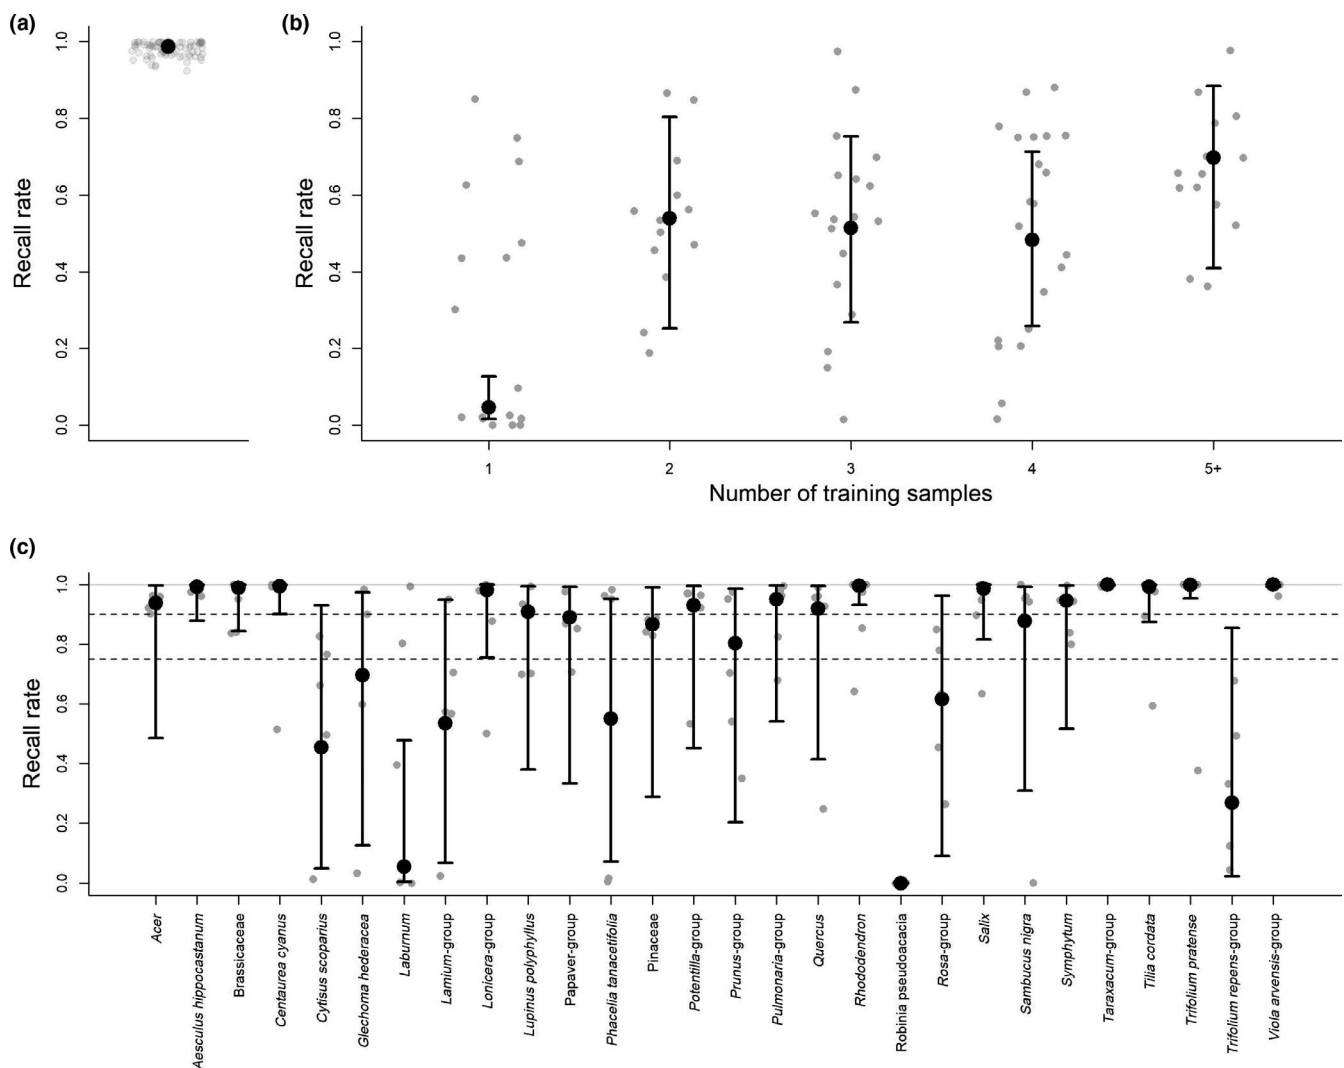 (a)
(b)
Recall rate
0.0
0.2
0.4
0.6
0.8
1.0
Recall rate
0.0
0.2
0.4
0.6
0.8
1.0
1
2
3
4
5+
Number of training samples
(c)
Recall rate
0.0
0.2
0.4
0.6
0.8
1.0
Acer
Aesculus hippocastanum
Brassicaceae
Centaurea cyanus
Cytisus scoparius
Glechoma hederacea
Laburnum
Lamium-group
Lonicera-group
Lupinus polyphyllus
Papaver-group
Phacelia tanacetifolia
Pinaceae
Potentilla-group
Prunus-group
Pulmonaria-group
Quercus
Rhododendron
Robinia pseudoacacia
Rosa-group
Salix
Sambucus nigra
Symphytum
Taraxacum-group
Tilia cordata
Trifolium pratense
Trifolium repens-group
Viola arvensis-group